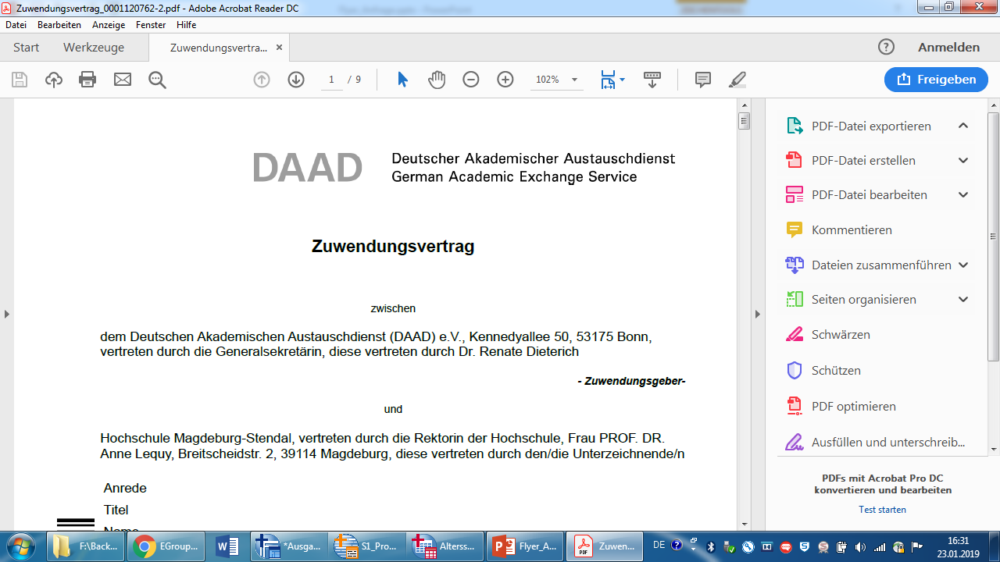 Zuwendungsvertrag_0001120762-2.pdf - Adobe Acrobat Reader DC
Datei Bearbeiten Anzeige Fenster Hilfe
Start Werkzeuge Zuwendungsvertra... × Anmelden
1 / 9 102% Freigeben
DAAD Deutscher Akademischer Austauschdienst
German Academic Exchange Service
Zuwendungsvertrag
zwischen
dem Deutschen Akademischen Austauschdienst (DAAD) e.V., Kennedyallee 50, 53175 Bonn,
vertreten durch die Generalsekretärin, diese vertreten durch Dr. Renate Dieterich
- Zuwendungsgeber-
und
Hochschule Magdeburg-Stendal, vertreten durch die Rektorin der Hochschule, Frau PROF. DR.
Anne Lequy, Breitscheidstr. 2, 39114 Magdeburg, diese vertreten durch den/die Unterzeichnende/n
Anrede
Titel
Name
PDF-Datei exportieren
PDF-Datei erstellen
PDF-Datei bearbeiten
Kommentieren
Dateien zusammenführen
Seiten organisieren
Schwärzen
Schützen
PDF optimieren
Ausfüllen und unterschreib...
PDFs mit Acrobat Pro DC
konvertieren und bearbeiten
Test starten
F:\Back... EGroup... *Ausga... S1_Pro... Alterss... Flyer_A... Zuwen... DE 16:31
23.01.2019